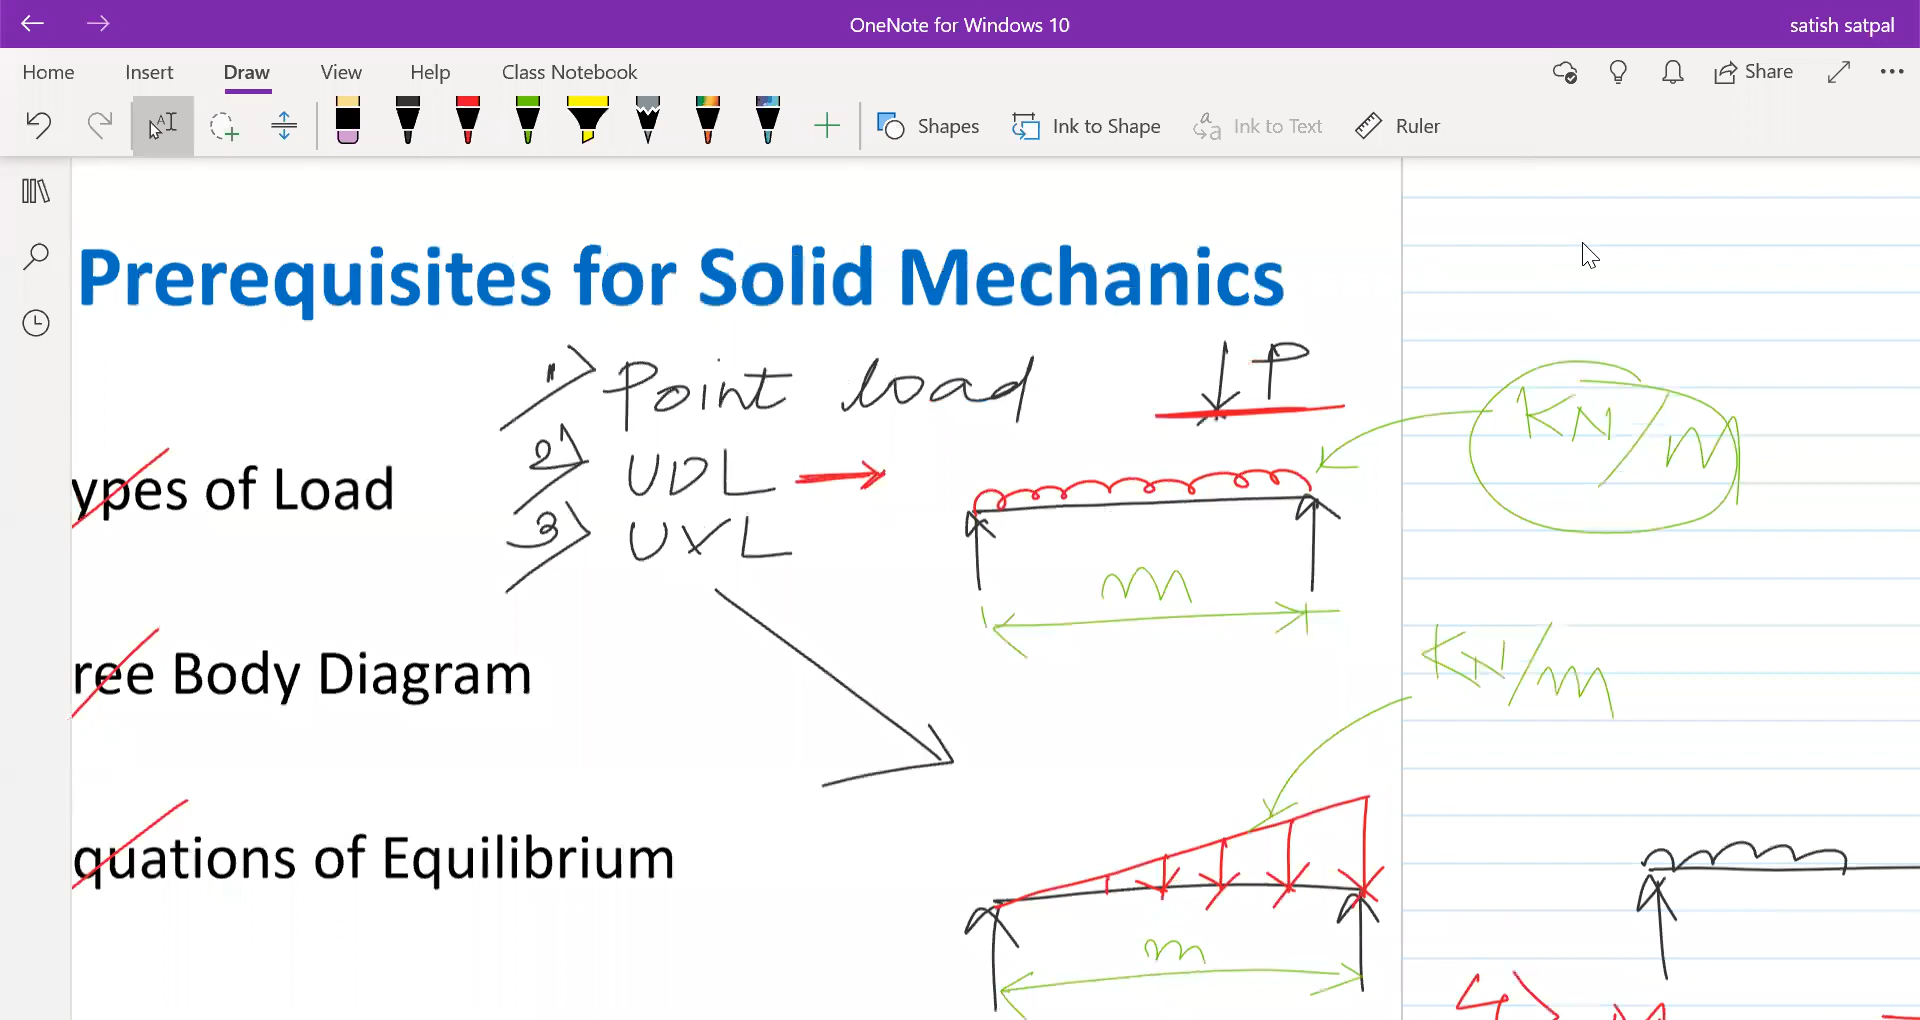 OneNote for Windows 10
satish satpal
Home Insert Draw View Help Class Notebook
Share
Shapes Ink to Shape Ink to Text Ruler
Prerequisites for Solid Mechanics
1) Point load
P
KN/m
ypes of Load
2) UDL
3) UVL
m
KN/m
ree Body Diagram
quations of Equilibrium
m
4)